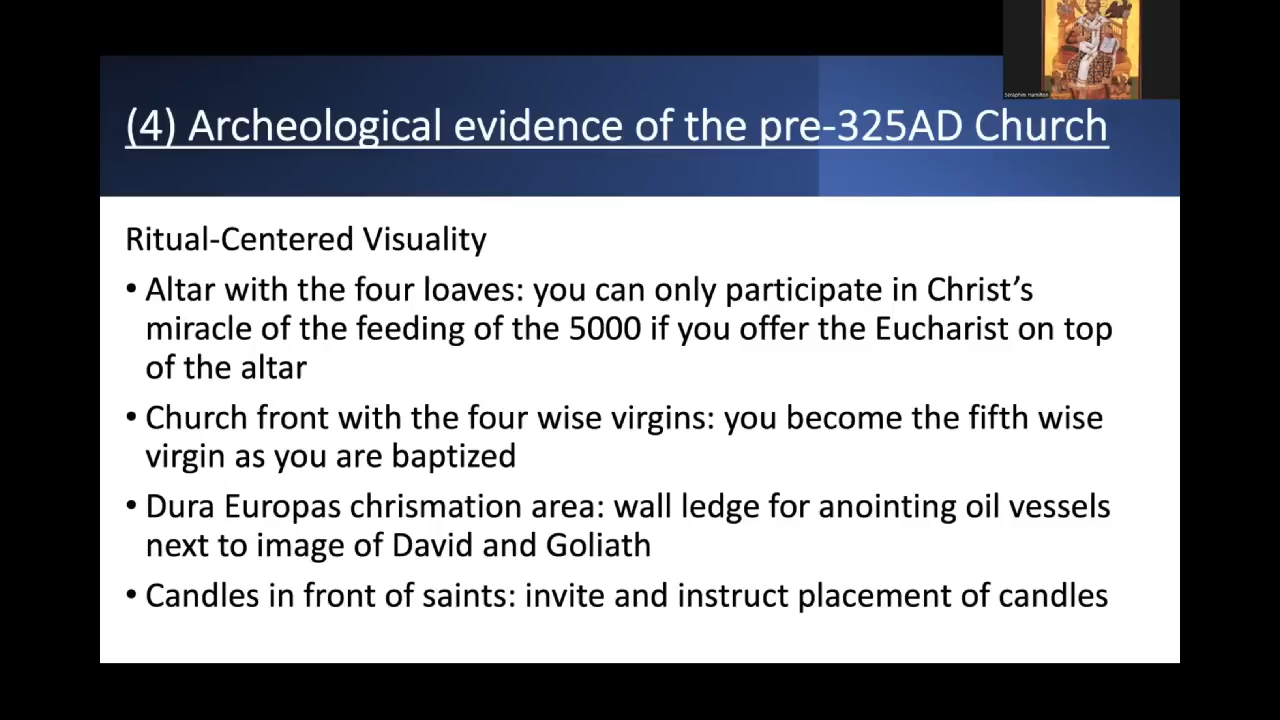 Seraphim Hamilton
(4) Archeological evidence of the pre-325AD Church
Ritual-Centered Visuality
• Altar with the four loaves: you can only participate in Christ’s
miracle of the feeding of the 5000 if you offer the Eucharist on top
of the altar
• Church front with the four wise virgins: you become the fifth wise
virgin as you are baptized
• Dura Europas chrismation area: wall ledge for anointing oil vessels
next to image of David and Goliath
• Candles in front of saints: invite and instruct placement of candles